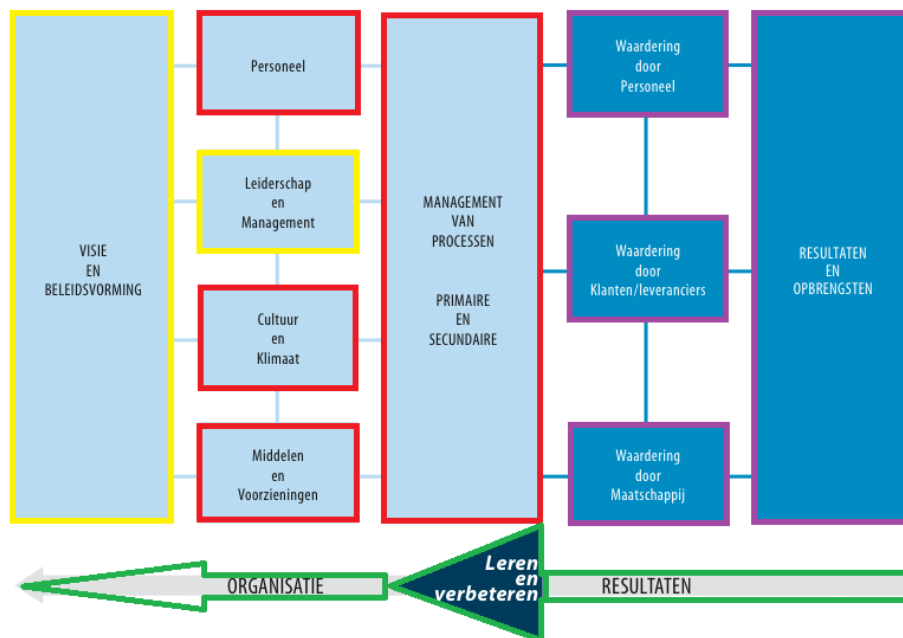 VISIE
EN
BELEIDSVORMING
Personeel
Leiderschap
en
Management
Cultuur
en
Klimaat
Middelen
en
Voorzieningen
MANAGEMENT
VAN
PROCESSEN
PRIMAIRE
EN
SECUNDAIRE
Waardering
door
Personeel
Waardering
door
Klanten/leveranciers
Waardering
door
Maatschappij
RESULTATEN
EN
OPBRENGSTEN
ORGANISATIE
Leren
en
verbeteren
RESULTATEN